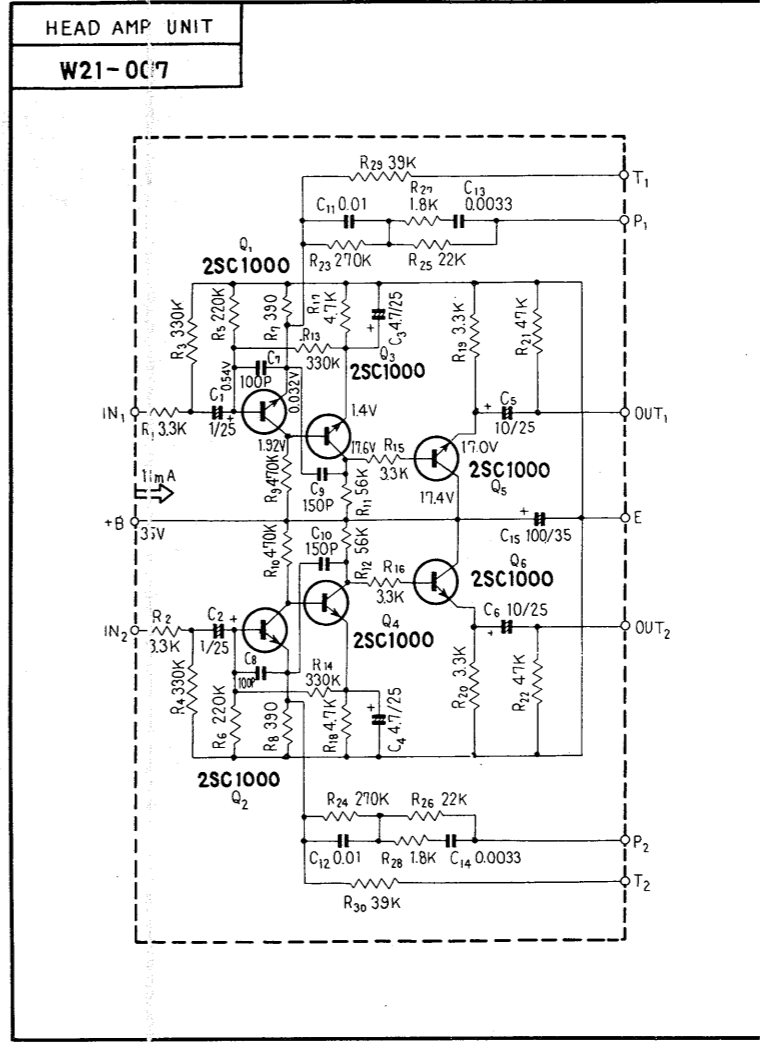 HEAD AMP UNIT
W21-007
R29 39K
T1
C11 0.01
R27 1.8K
C13 0.0033
P1
R23 270K
R25 22K
Q1
2SC1000
R3 330K
R5 220K
R7 390
R17 4.7K
R13 330K
C3 4.7/25
R19 3.3K
R21 47K
C7 100P
0.54V
0.032V
Q3
2SC1000
IN1
R1 3.3K
C1 1/25
+
1.4V
C5 10/25
OUT1
1.92V
17.6V
R15 3.3K
17.0V
2SC1000
Q5
17.4V
11mA
R9 470K
C9 150P
R11 56K
+B
35V
C15 100/35
E
R10 470K
C10 150P
R12 56K
R16 3.3K
Q6
2SC1000
IN2
R2 3.3K
C2 1/25
+
Q4
2SC1000
C6 10/25
OUT2
C8 100P
R14 330K
R4 330K
R6 220K
R8 390
R18 4.7K
C4 4.7/25
R20 3.3K
R22 47K
2SC1000
Q2
R24 270K
R26 22K
C12 0.01
R28 1.8K
C14 0.0033
P2
T2
R30 39K